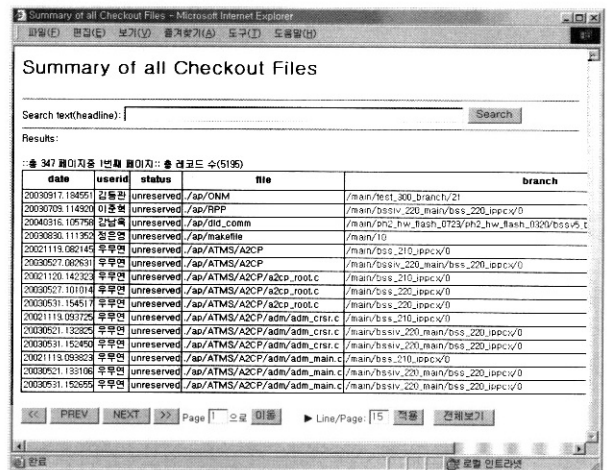 Summary of all Checkout Files - Microsoft Internet Explorer
파일(F) 편집(E) 보기(V) 즐겨찾기(A) 도구(T) 도움말(H)
Summary of all Checkout Files
Search text(headline): Search
Results:
::총 347 페이지중 1번째 페이지:: 총 레코드 수(5195)
date userid status file branch
20030917.184551 김동관 unreserved ./ap/ONM /main/test_300_branch/21
20030709.114920 이준혁 unreserved ./ap/RPP /main/bssiv_220_main/bss_220_ippcx/0
20040316.105758 강남욱 unreserved ./ap/dld_comm /main/ph2_hw_flash_0723/ph2_hw_flash_0320/bssv5_
20030830.111352 정은영 unreserved ./ap/makefile /main/10
20021119.082145 우무연 unreserved ./ap/ATMS/A2CP /main/bss_210_ippcx/0
20030527.082631 우무연 unreserved ./ap/ATMS/A2CP /main/bssiv_220_main/bss_220_ippcx/0
20021120.142323 우무연 unreserved ./ap/ATMS/A2CP/a2cp_root.c /main/bss_210_ippcx/0
20030527.101014 우무연 unreserved ./ap/ATMS/A2CP/a2cp_root.c /main/bss_220_ippcx/0
20030531.154517 우무연 unreserved ./ap/ATMS/A2CP/a2cp_root.c /main/bss_220_ippcx/0
20021119.093725 우무연 unreserved ./ap/ATMS/A2CP/adm/adm_crsr.c /main/bss_210_ippcx/0
20030521.132825 우무연 unreserved ./ap/ATMS/A2CP/adm/adm_crsr.c /main/bssiv_220_main/bss_220_ippcx/0
20030531.152450 우무연 unreserved ./ap/ATMS/A2CP/adm/adm_crsr.c /main/bssiv_220_main/bss_220_ippcx/0
20021119.093823 우무연 unreserved ./ap/ATMS/A2CP/adm/adm_main.c /main/bss_210_ippcx/0
20030521.133106 우무연 unreserved ./ap/ATMS/A2CP/adm/adm_main.c /main/bssiv_220_main/bss_220_ippcx/0
20030531.152655 우무연 unreserved ./ap/ATMS/A2CP/adm/adm_main.c /main/bssiv_220_main/bss_220_ippcx/0
<< PREV NEXT >> Page 1 으로 이동 ▶ Line/Page: 15 적용 전체보기
완료 로컬 인트라넷